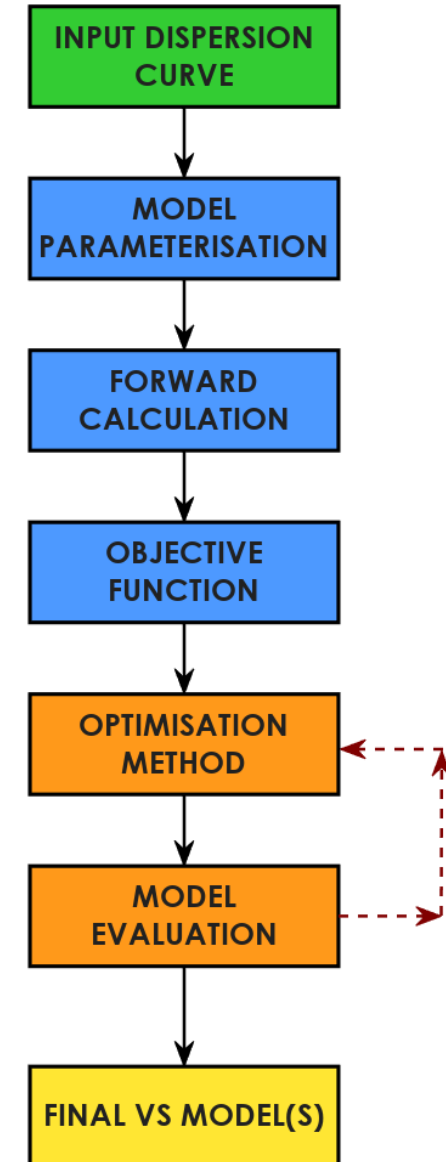 INPUT DISPERSION
CURVE
MODEL
PARAMETERISATION
FORWARD
CALCULATION
OBJECTIVE
FUNCTION
OPTIMISATION
METHOD
MODEL
EVALUATION
FINAL VS MODEL(S)